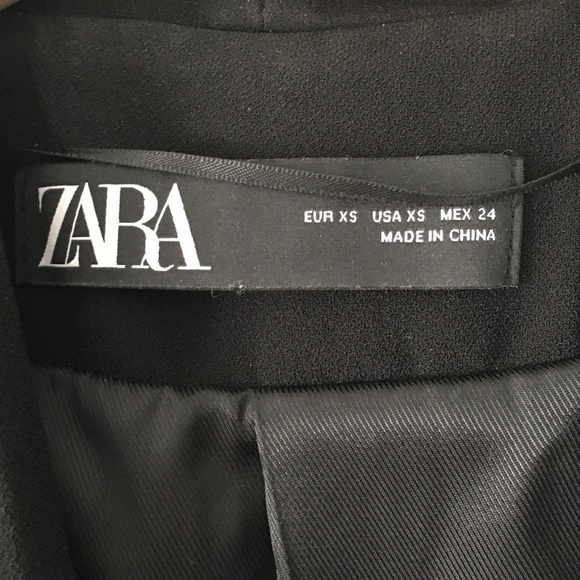 ZARA
EUR XS USA XS MEX 24
MADE IN CHINA